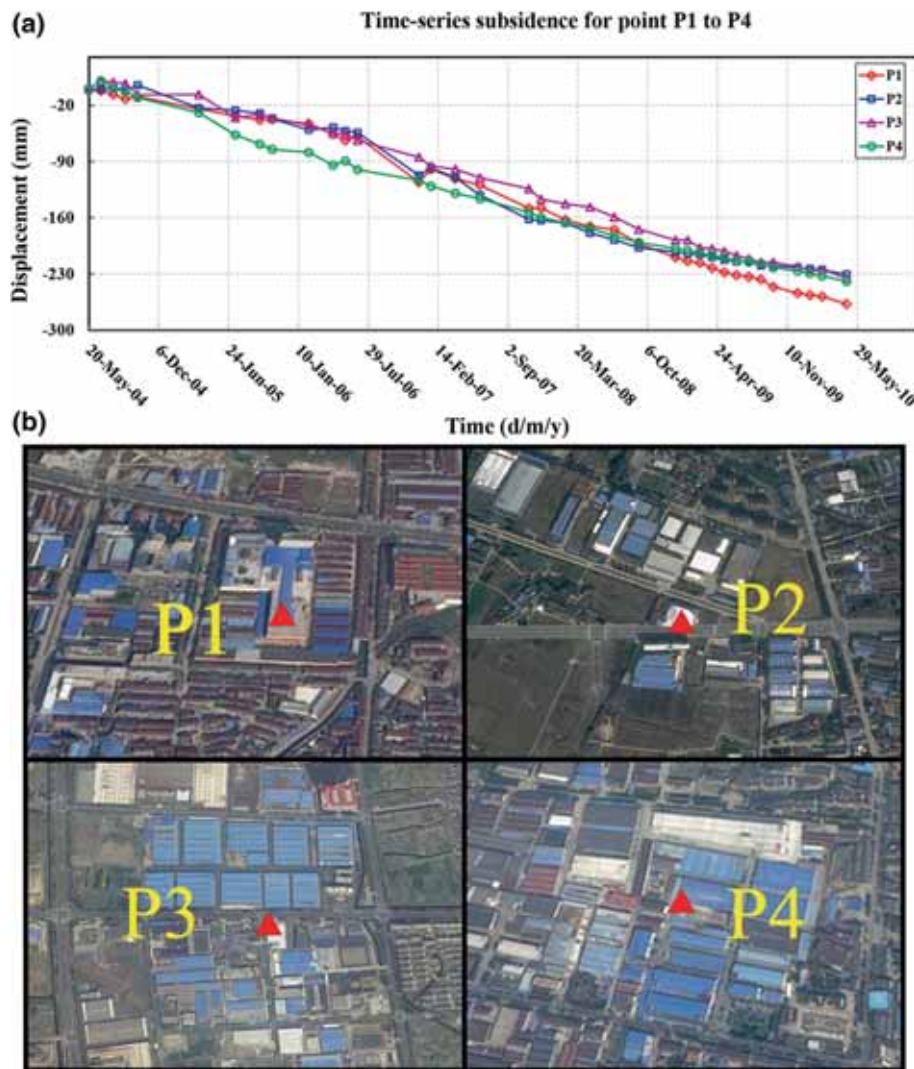 (a)
Time-series subsidence for point P1 to P4
P1
P2
P3
P4
Displacement (mm)
-20
-90
-160
-230
-300
20-May-04
6-Dec-04
24-Jun-05
10-Jan-06
29-Jul-06
14-Feb-07
2-Sep-07
20-Mar-08
6-Oct-08
24-Apr-09
10-Nov-09
29-May-10
Time (d/m/y)
(b)
P1
P2
P3
P4